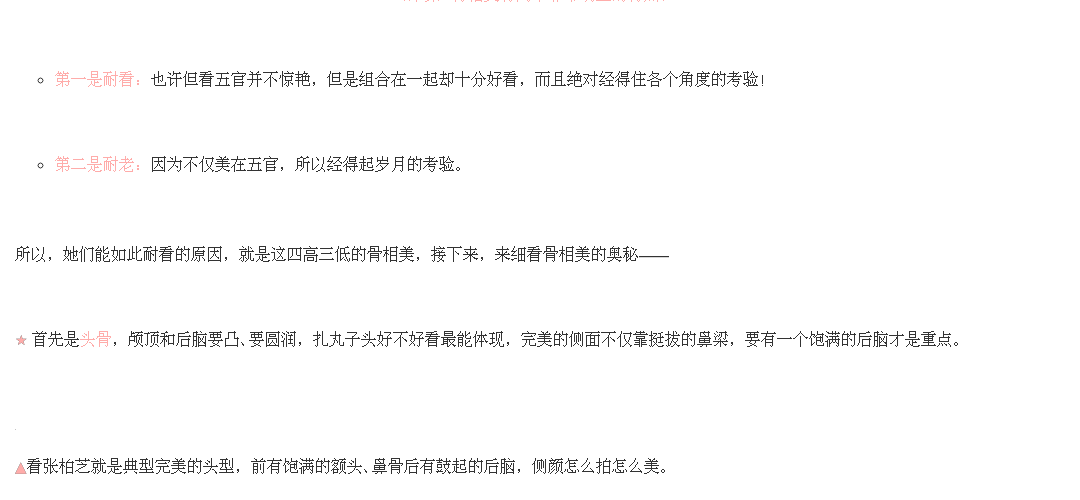 第一是耐看：也许但看五官并不惊艳，但是组合在一起却十分好看，而且绝对经得住各个角度的考验！
第二是耐老：因为不仅美在五官，所以经得起岁月的考验。
所以，她们能如此耐看的原因，就是这四高三低的骨相美，接下来，来细看骨相美的奥秘——
★ 首先是头骨，颅顶和后脑要凸、要圆润，扎丸子头好不好看最能体现，完美的侧面不仅靠挺拔的鼻梁，要有一个饱满的后脑才是重点。
▲看张柏芝就是典型完美的头型，前有饱满的额头、鼻骨后有鼓起的后脑，侧颜怎么拍怎么美。